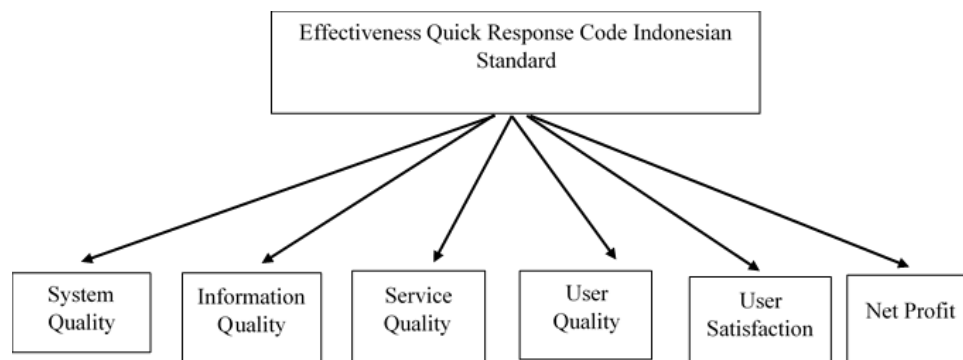 Effectiveness Quick Response Code Indonesian
Standard
System
Quality
Information
Quality
Service
Quality
User
Quality
User
Satisfaction
Net Profit